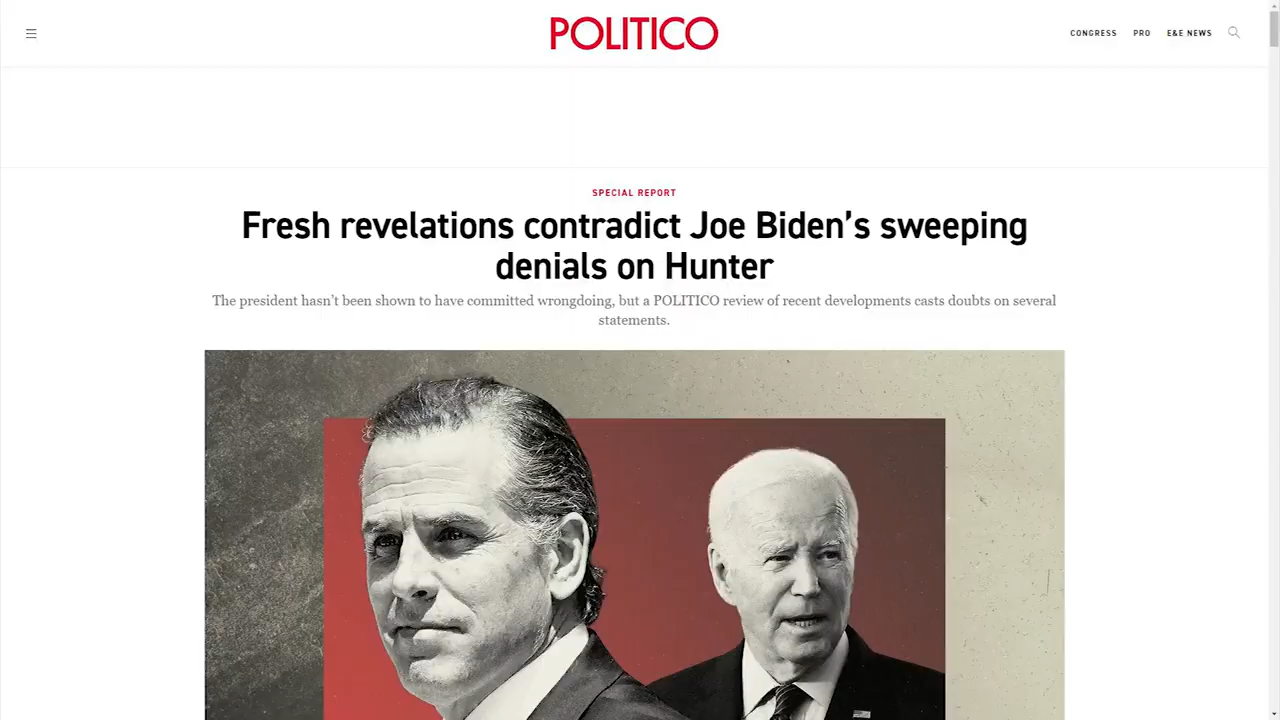 POLITICO
CONGRESS PRO E&E NEWS
SPECIAL REPORT
Fresh revelations contradict Joe Biden’s sweeping
denials on Hunter
The president hasn’t been shown to have committed wrongdoing, but a POLITICO review of recent developments casts doubts on several
statements.